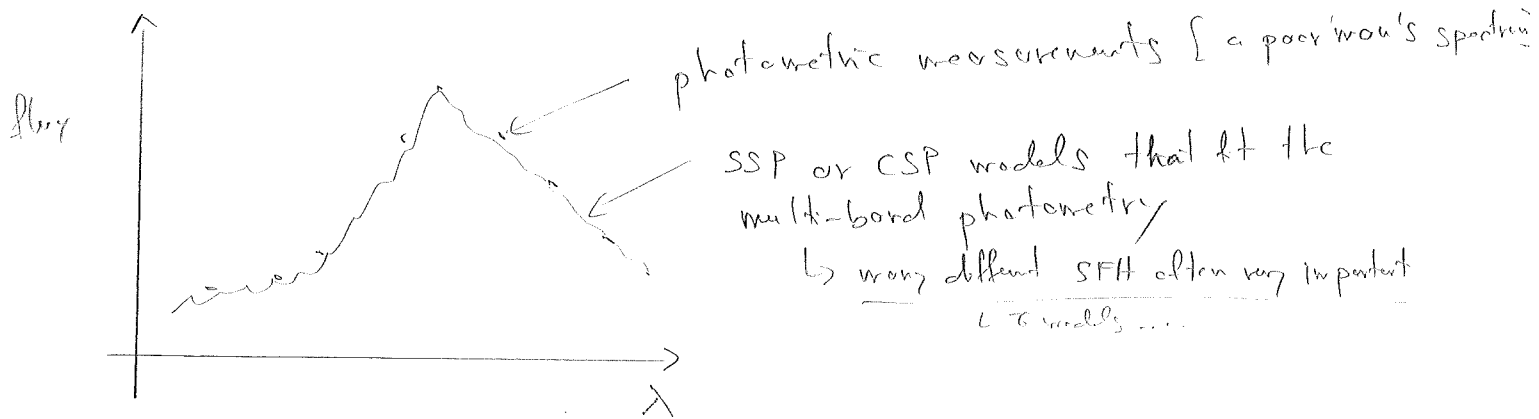 photometric measurements [ a poor man's spectrum
flux
SSP or CSP models that fit the
multi-band photometry
↳ many different SFH often very important
↳ τ models ....
λ